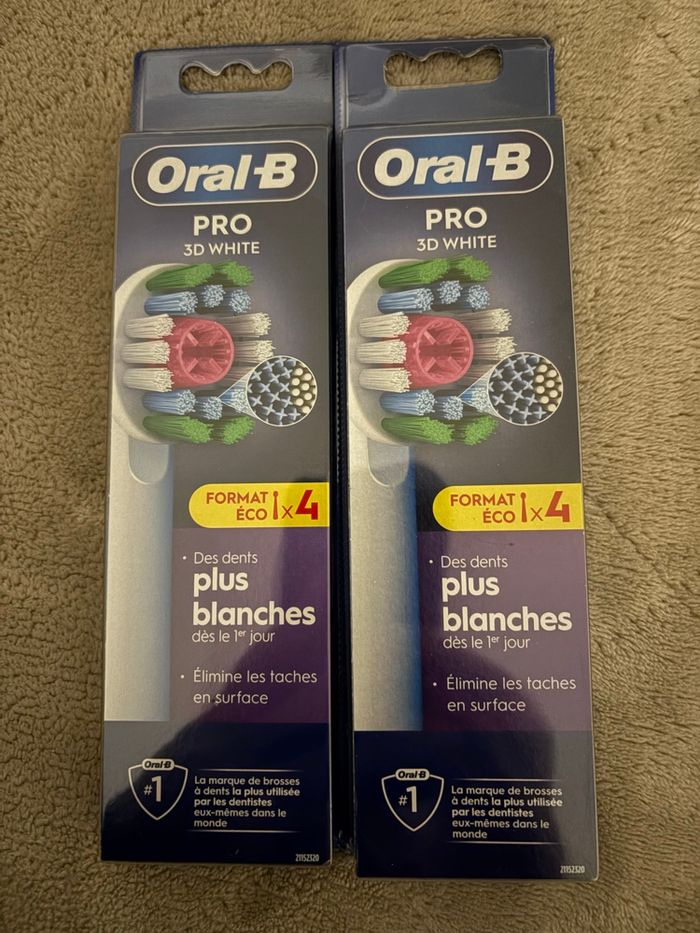 Oral-B
PRO
3D WHITE
FORMAT
ÉCO x4
• Des dents
plus
blanches
dès le 1er jour
• Élimine les taches
en surface
Oral-B
#1
La marque de brosses
à dents la plus utilisée
par les dentistes
eux-mêmes dans le
monde
21152320
Oral-B
PRO
3D WHITE
FORMAT
ÉCO x4
• Des dents
plus
blanches
dès le 1er jour
• Élimine les taches
en surface
Oral-B
#1
La marque de brosses
à dents la plus utilisée
par les dentistes
eux-mêmes dans le
monde
21152320